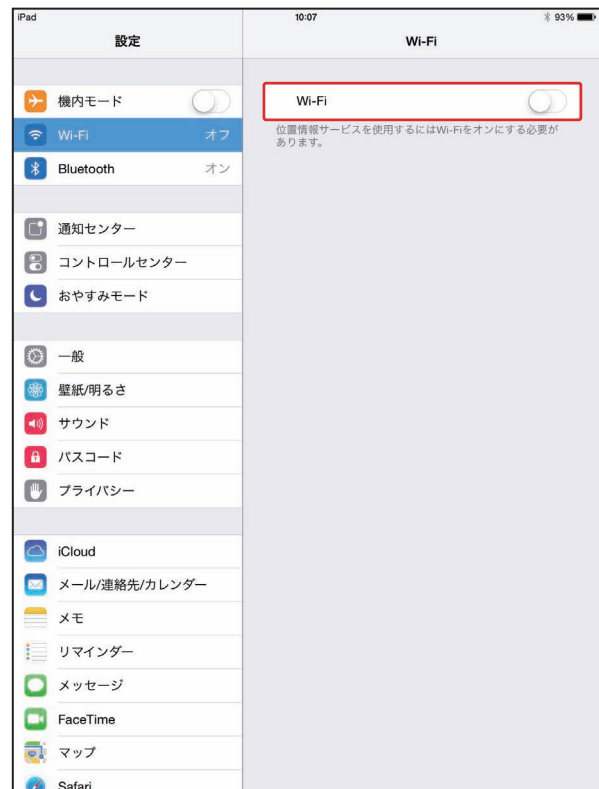 iPad 10:07 93%
設定 Wi-Fi
機内モード
Wi-Fi オフ
Bluetooth オン
通知センター
コントロールセンター
おやすみモード
一般
壁紙/明るさ
サウンド
パスコード
プライバシー
iCloud
メール/連絡先/カレンダー
メモ
リマインダー
メッセージ
FaceTime
マップ
Safari
Wi-Fi
位置情報サービスを使用するにはWi-Fiをオンにする必要が
あります。